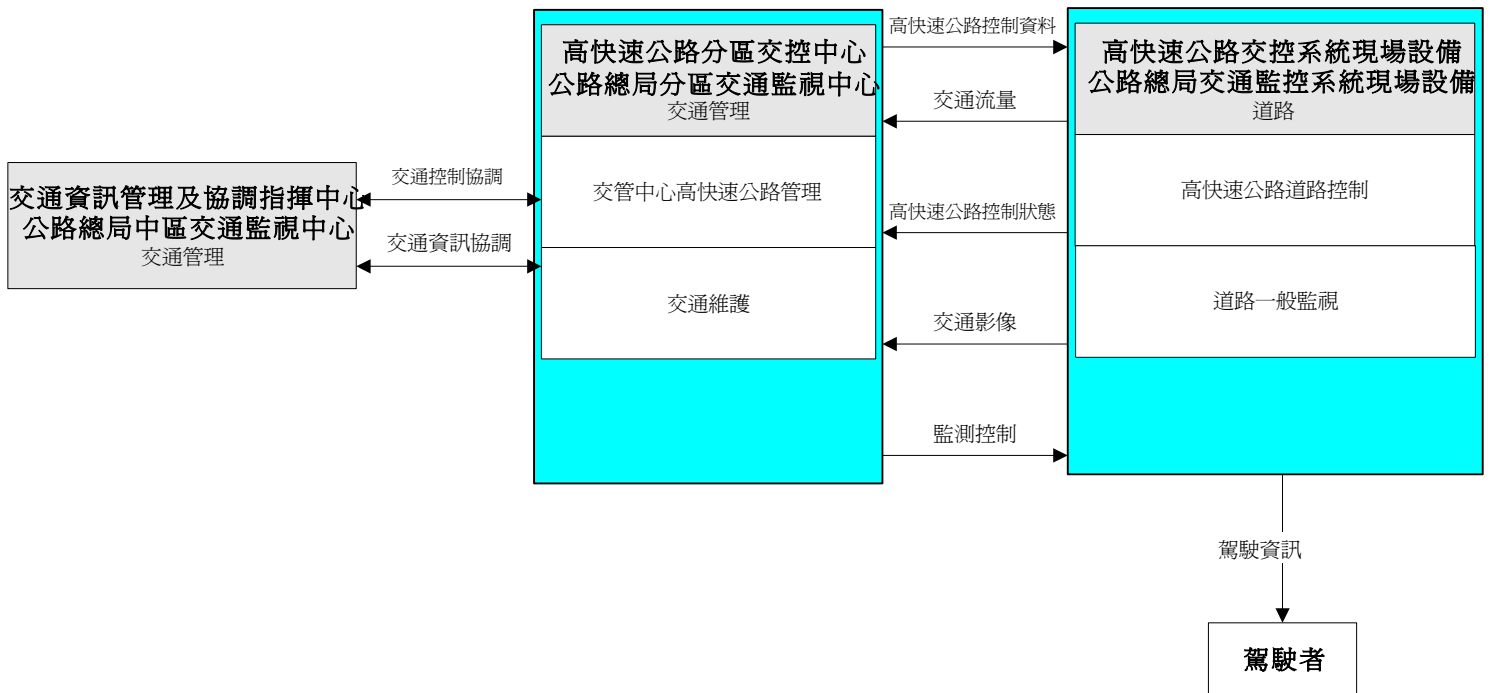 交通資訊管理及協調指揮中心
公路總局中區交通監視中心
交通管理
交通控制協調
交通資訊協調
高快速公路分區交控中心
公路總局分區交通監視中心
交通管理
交管中心高快速公路管理
交通維護
高快速公路控制資料
交通流量
高快速公路控制狀態
交通影像
監測控制
高快速公路交控系統現場設備
公路總局交通監控系統現場設備
道路
高快速公路道路控制
道路一般監視
駕駛資訊
駕駛者